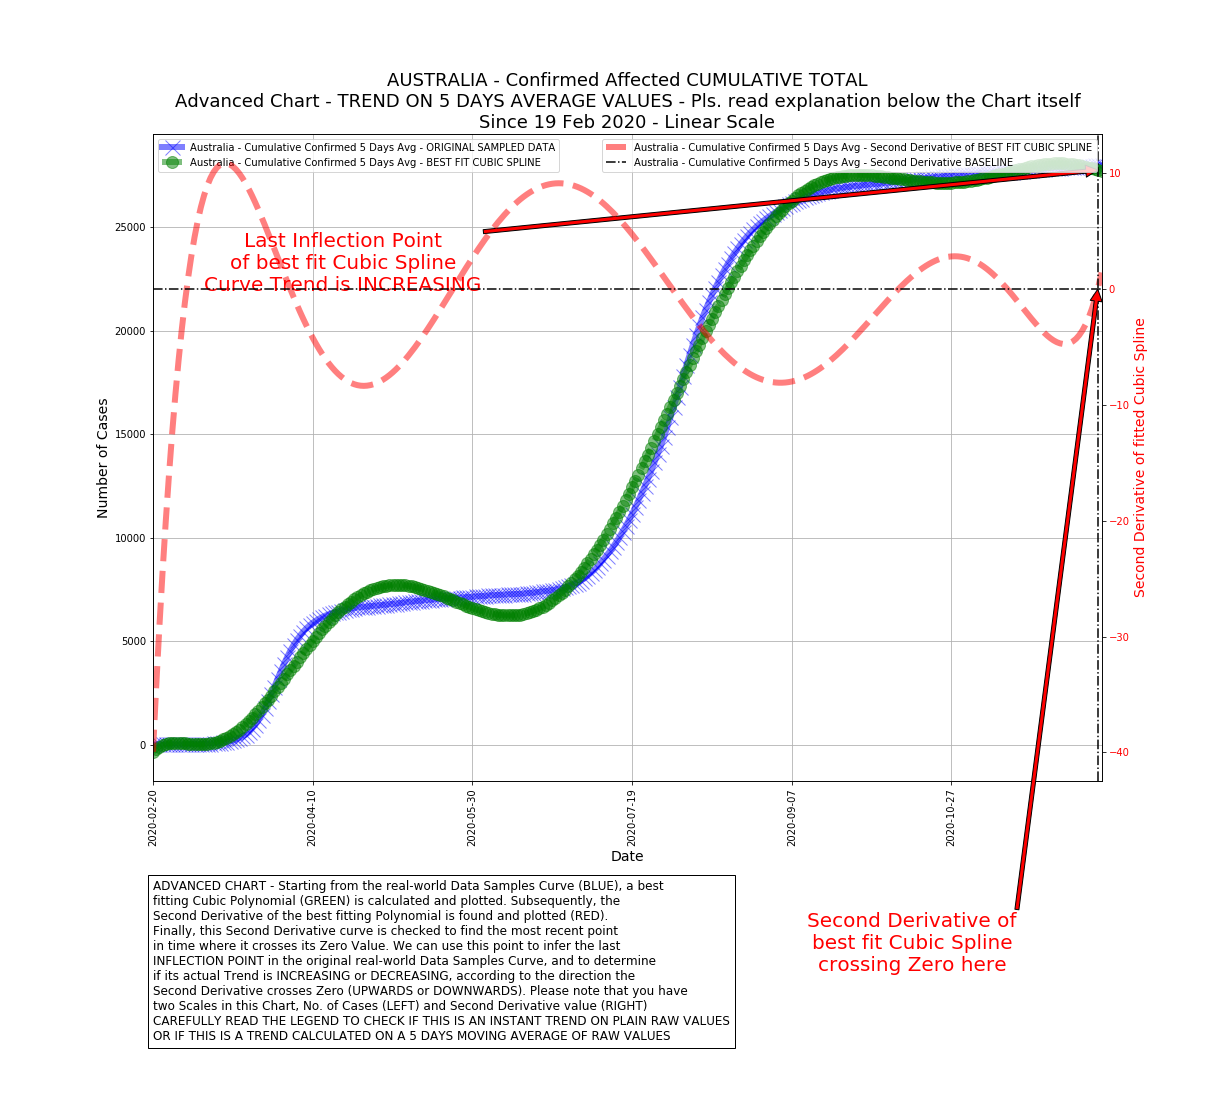 AUSTRALIA - Confirmed Affected CUMULATIVE TOTAL
Advanced Chart - TREND ON 5 DAYS AVERAGE VALUES - Pls. read explanation below the Chart itself
Since 19 Feb 2020 - Linear Scale
Australia - Cumulative Confirmed 5 Days Avg - ORIGINAL SAMPLED DATA
Australia - Cumulative Confirmed 5 Days Avg - BEST FIT CUBIC SPLINE
Australia - Cumulative Confirmed 5 Days Avg - Second Derivative of BEST FIT CUBIC SPLINE
Australia - Cumulative Confirmed 5 Days Avg - Second Derivative BASELINE
Last Inflection Point
of best fit Cubic Spline
Curve Trend is INCREASING
Number of Cases
25000
20000
15000
10000
5000
0
10
0
−10
−20
−30
−40
Second Derivative of fitted Cubic Spline
2020-02-20
2020-04-10
2020-05-30
2020-07-19
2020-09-07
2020-10-27
Date
ADVANCED CHART - Starting from the real-world Data Samples Curve (BLUE), a best
fitting Cubic Polynomial (GREEN) is calculated and plotted. Subsequently, the
Second Derivative of the best fitting Polynomial is found and plotted (RED).
Finally, this Second Derivative curve is checked to find the most recent point
in time where it crosses its Zero Value. We can use this point to infer the last
INFLECTION POINT in the original real-world Data Samples Curve, and to determine
if its actual Trend is INCREASING or DECREASING, according to the direction the
Second Derivative crosses Zero (UPWARDS or DOWNWARDS). Please note that you have
two Scales in this Chart, No. of Cases (LEFT) and Second Derivative value (RIGHT)
CAREFULLY READ THE LEGEND TO CHECK IF THIS IS AN INSTANT TREND ON PLAIN RAW VALUES
OR IF THIS IS A TREND CALCULATED ON A 5 DAYS MOVING AVERAGE OF RAW VALUES
Second Derivative of
best fit Cubic Spline
crossing Zero here